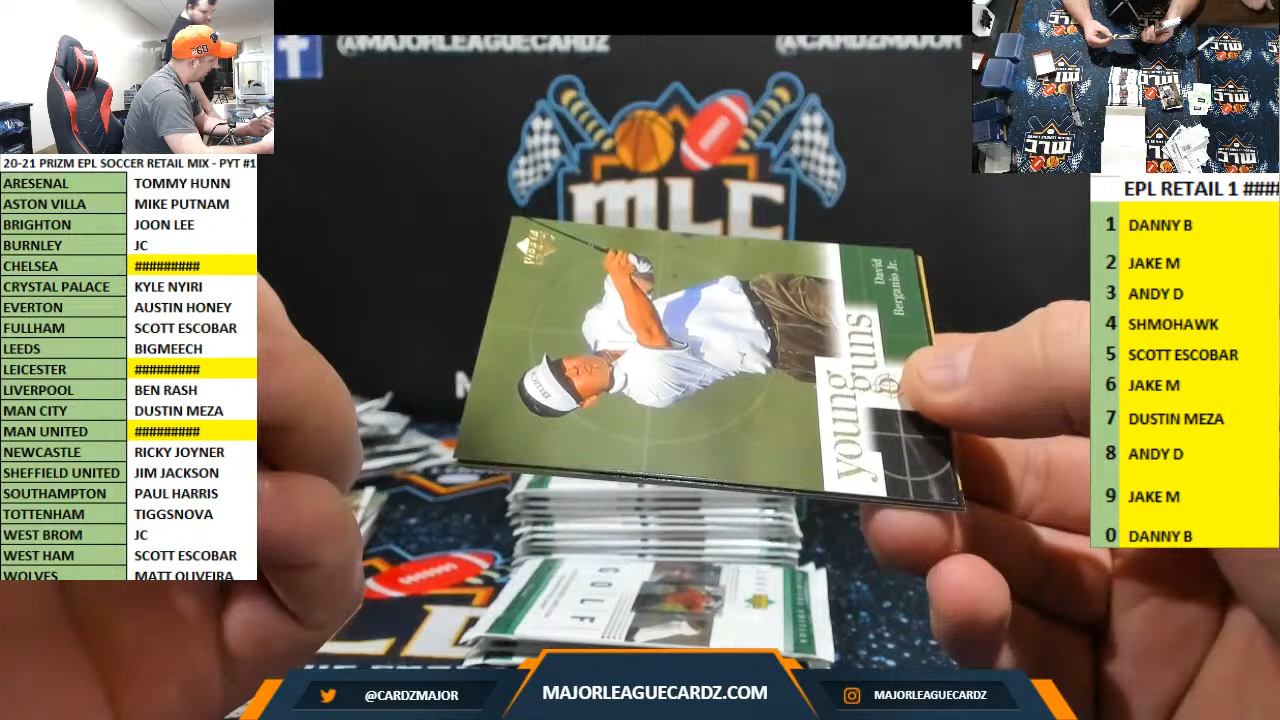 @MAJORLEAGUECARDZ
@CARDZMAJOR
MLC
20-21 PRIZM EPL SOCCER RETAIL MIX - PYT #1
ARESENAL TOMMY HUNN
ASTON VILLA MIKE PUTNAM
BRIGHTON JOON LEE
BURNLEY JC
CHELSEA #########
CRYSTAL PALACE KYLE NYIRI
EVERTON AUSTIN HONEY
FULLHAM SCOTT ESCOBAR
LEEDS BIGMEECH
LEICESTER #########
LIVERPOOL BEN RASH
MAN CITY DUSTIN MEZA
MAN UNITED #########
NEWCASTLE RICKY JOYNER
SHEFFIELD UNITED JIM JACKSON
SOUTHAMPTON PAUL HARRIS
TOTTENHAM TIGGSNOVA
WEST BROM JC
WEST HAM SCOTT ESCOBAR
WOLVES MATT OLIVEIRA
EPL RETAIL 1 ####
1 DANNY B
2 JAKE M
3 ANDY D
4 SHMOHAWK
5 SCOTT ESCOBAR
6 JAKE M
7 DUSTIN MEZA
8 ANDY D
9 JAKE M
0 DANNY B
David
Berganio Jr.
young
guns
GOLF
@CARDZMAJOR
MAJORLEAGUECARDZ.COM
MAJORLEAGUECARDZ